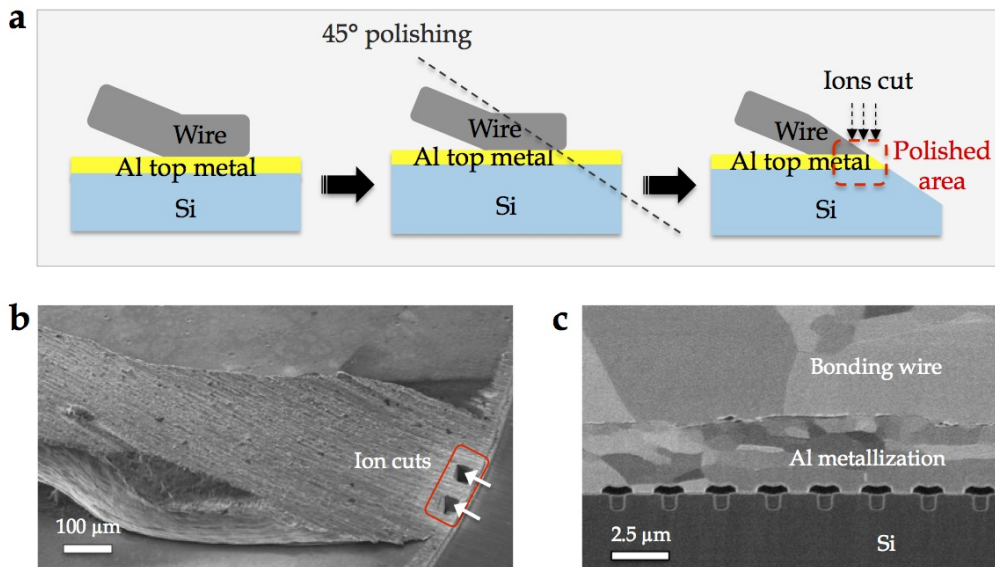 a
45° polishing
Ions cut
Wire
Wire
Wire
Al top metal
Al top metal
Al top metal
Polished
area
Si
Si
Si
b
c
Bonding wire
Ion cuts
Al metallization
100 µm
2.5 µm
Si